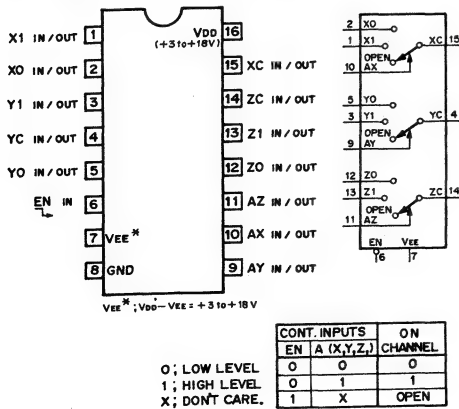 X1 IN/OUT 1
X0 IN/OUT 2
Y1 IN/OUT 3
YC IN/OUT 4
Y0 IN/OUT 5
EN IN 6
7 VEE*
8 GND
VDD 16
(+3 to +18V)
15 XC IN/OUT
14 ZC IN/OUT
13 Z1 IN/OUT
12 Z0 IN/OUT
11 AZ IN/OUT
10 AX IN/OUT
9 AY IN/OUT
VEE*; VDD-VEE = +3 to +18V
2 X0
1 X1 XC 15
OPEN
10 AX
5 Y0
3 Y1 YC 4
OPEN
9 AY
12 Z0
13 Z1 ZC 14
OPEN
11 AZ
EN VEE
6 7
CONT. INPUTS ON CHANNEL
EN A (X,Y,Z,)
0 0 0
0 1 1
1 X OPEN
0; LOW LEVEL
1; HIGH LEVEL
X; DON'T CARE.